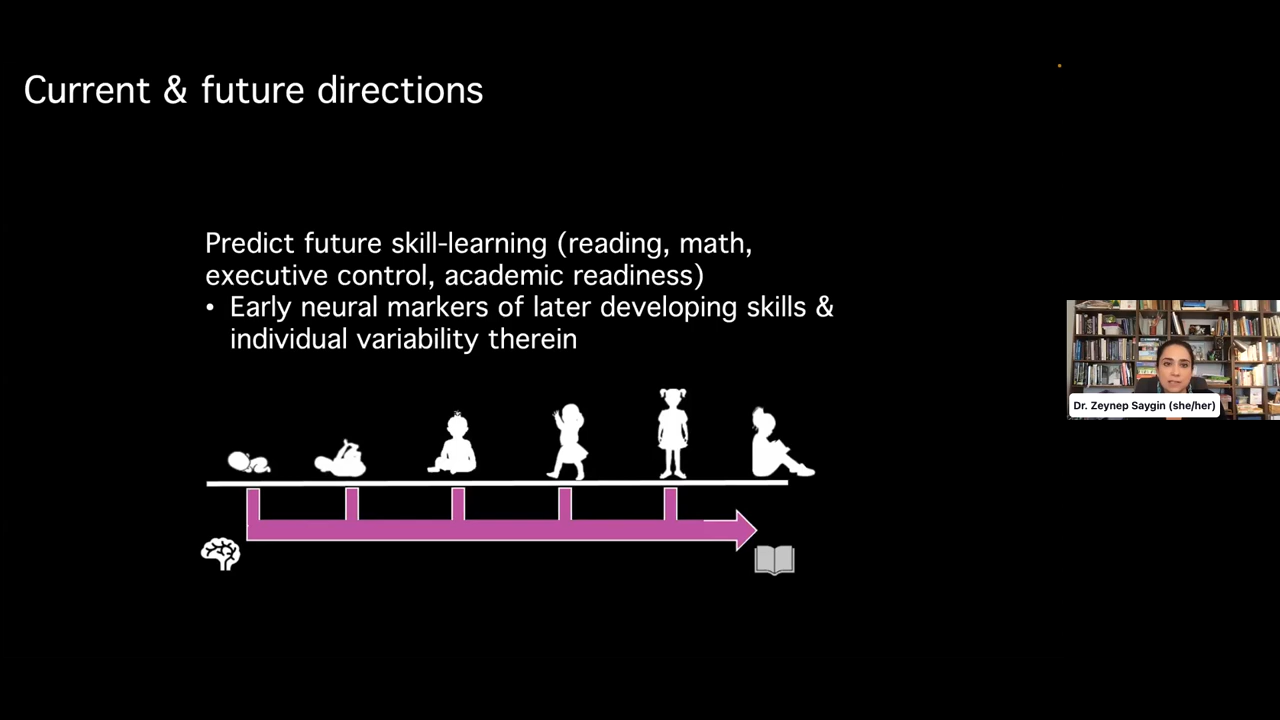 Current & future directions
Predict future skill-learning (reading, math,
executive control, academic readiness)
• Early neural markers of later developing skills &
individual variability therein
Dr. Zeynep Saygin (she/her)